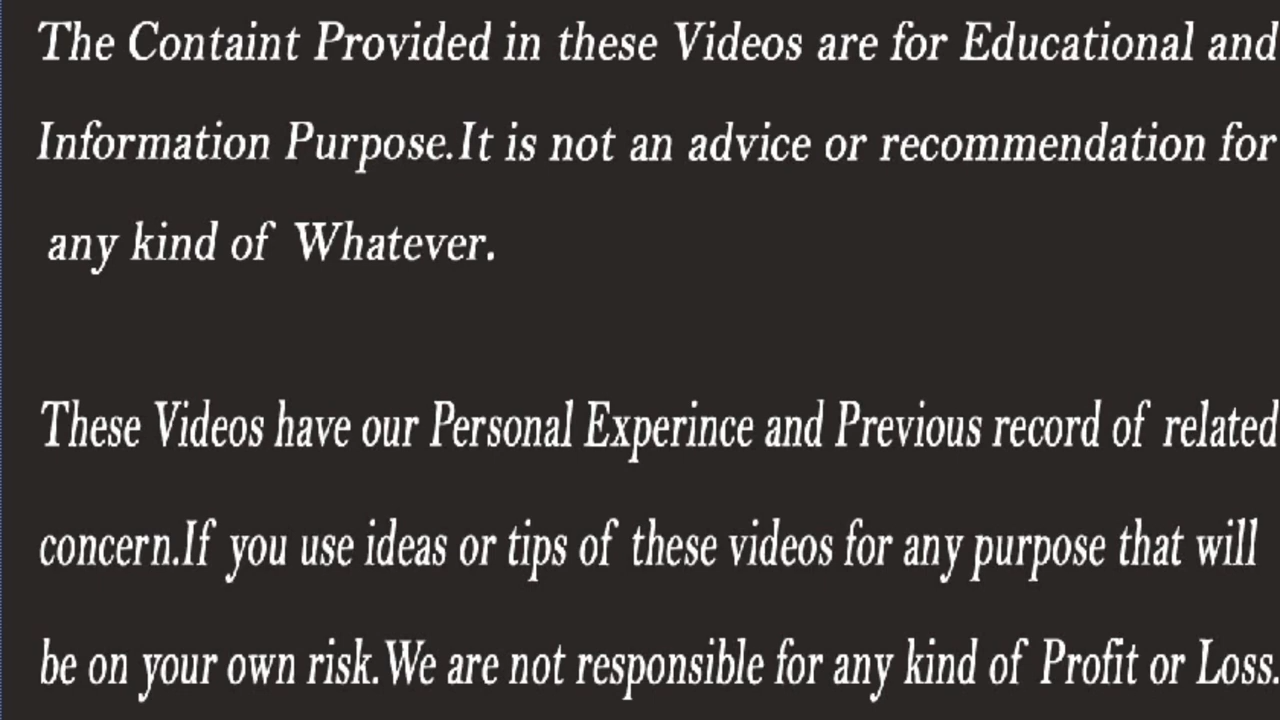 The Containt Provided in these Videos are for Educational and
Information Purpose.It is not an advice or recommendation for
any kind of Whatever.
These Videos have our Personal Experince and Previous record of related
concern.If you use ideas or tips of these videos for any purpose that will
be on your own risk.We are not responsible for any kind of Profit or Loss.